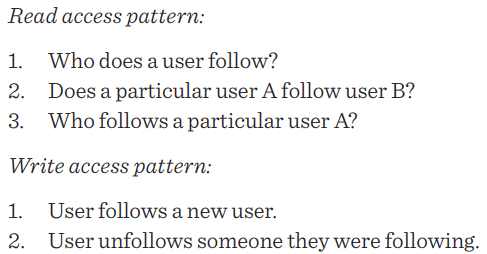 Read access pattern:
1. Who does a user follow?
2. Does a particular user A follow user B?
3. Who follows a particular user A?
Write access pattern:
1. User follows a new user.
2. User unfollows someone they were following.